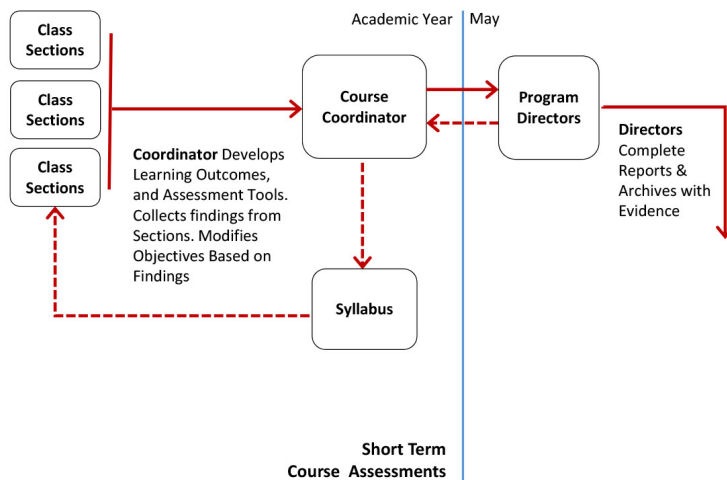 Academic Year
May
Class
Sections
Class
Sections
Class
Sections
Course
Coordinator
Program
Directors
Coordinator Develops
Learning Outcomes,
and Assessment Tools.
Collects findings from
Sections. Modifies
Objectives Based on
Findings
Directors
Complete
Reports &
Archives with
Evidence
Syllabus
Short Term
Course Assessments